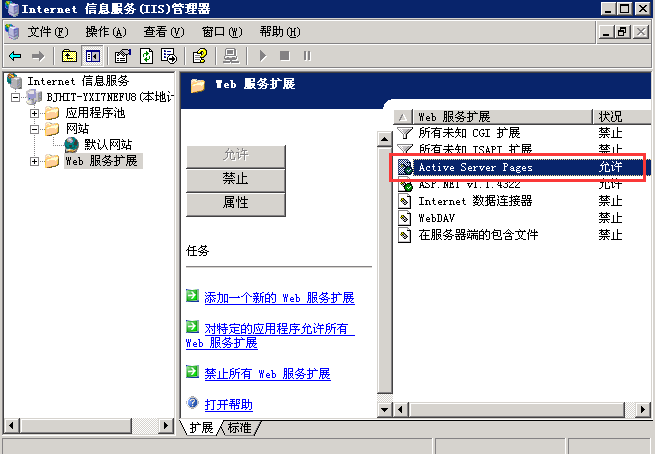 Internet 信息服务(IIS)管理器
文件(F) 操作(A) 查看(V) 窗口(W) 帮助(H)
Internet 信息服务
BJHIT-YXI7NEFU8(本地计
应用程序池
网站
默认网站
Web 服务扩展
Web 服务扩展
允许
禁止
属性
任务
添加一个新的 Web 服务扩展
对特定的应用程序允许所有
Web 服务扩展
禁止所有 Web 服务扩展
打开帮助
Web 服务扩展 状况
所有未知 CGI 扩展 禁止
所有未知 ISAPI 扩展 禁止
Active Server Pages 允许
ASP.NET v1.1.4322 允许
Internet 数据连接器 禁止
WebDAV 禁止
在服务器端的包含文件 禁止
扩展 标准